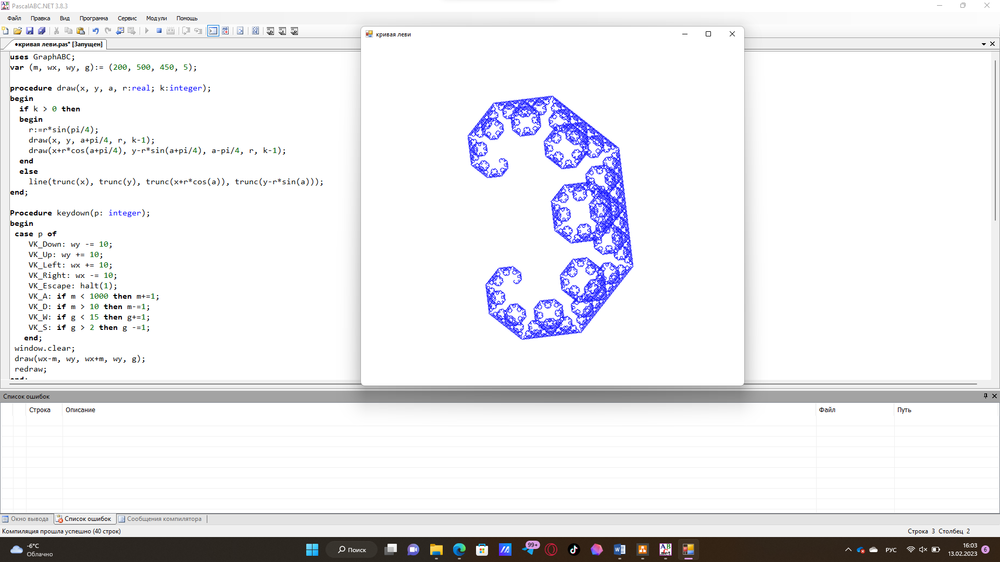 PascalABC.NET 3.8.3
Файл Правка Вид Программа Сервис Модули Помощь
•кривая леви.pas* [Запущен]
uses GraphABC;
var (m, wx, wy, g):= (200, 500, 450, 5);
procedure draw(x, y, a, r:real; k:integer);
begin
if k > 0 then
begin
r:=r*sin(pi/4);
draw(x, y, a+pi/4, r, k-1);
draw(x+r*cos(a+pi/4), y-r*sin(a+pi/4), a-pi/4, r, k-1);
end
else
line(trunc(x), trunc(y), trunc(x+r*cos(a)), trunc(y-r*sin(a)));
end;
Procedure keydown(p: integer);
begin
case p of
VK_Down: wy -= 10;
VK_Up: wy += 10;
VK_Left: wx += 10;
VK_Right: wx -= 10;
VK_Escape: halt(1);
VK_A: if m < 1000 then m+=1;
VK_D: if m > 10 then m-=1;
VK_W: if g < 15 then g+=1;
VK_S: if g > 2 then g -=1;
end;
window.clear;
draw(wx-m, wy, wx+m, wy, g);
redraw;
end;
кривая леви
Список ошибок
Строка Описание Файл Путь
Окно вывода Список ошибок Сообщения компилятора
Компиляция прошла успешно (40 строк) Строка 3 Столбец 2
-6°C
Облачно
Поиск
99+
РУС
16:03
13.02.2023
6